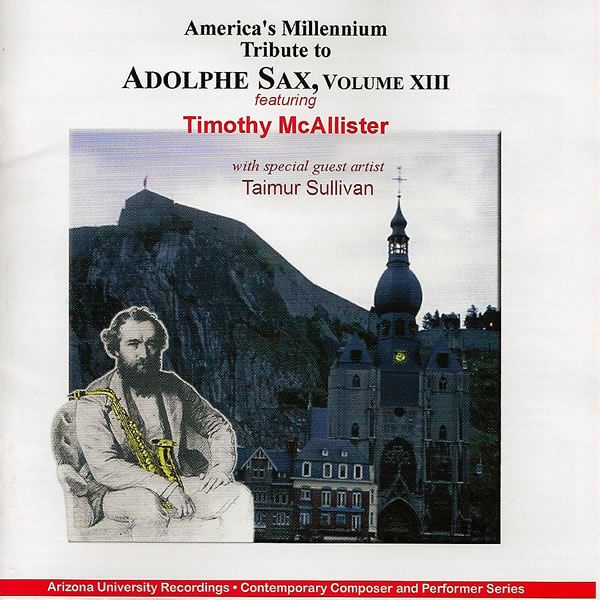 America's Millennium
Tribute to
ADOLPHE SAX, VOLUME XIII
featuring
Timothy McAllister
with special guest artist
Taimur Sullivan
Arizona University Recordings • Contemporary Composer and Performer Series